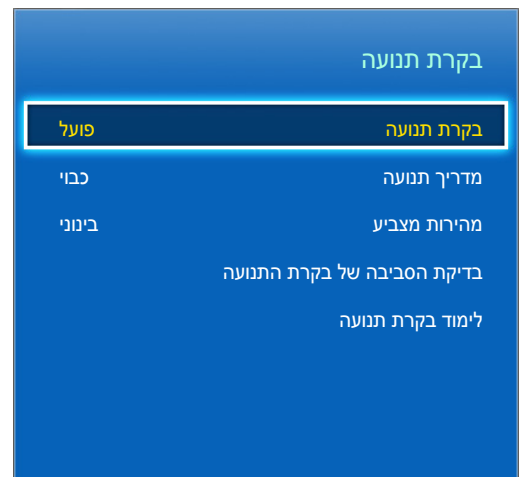 בקרת תנועה
בקרת תנועה פועל
מדריך תנועה כבוי
מהירות מצביע בינוני
בדיקת הסביבה של בקרת התנועה
לימוד בקרת תנועה